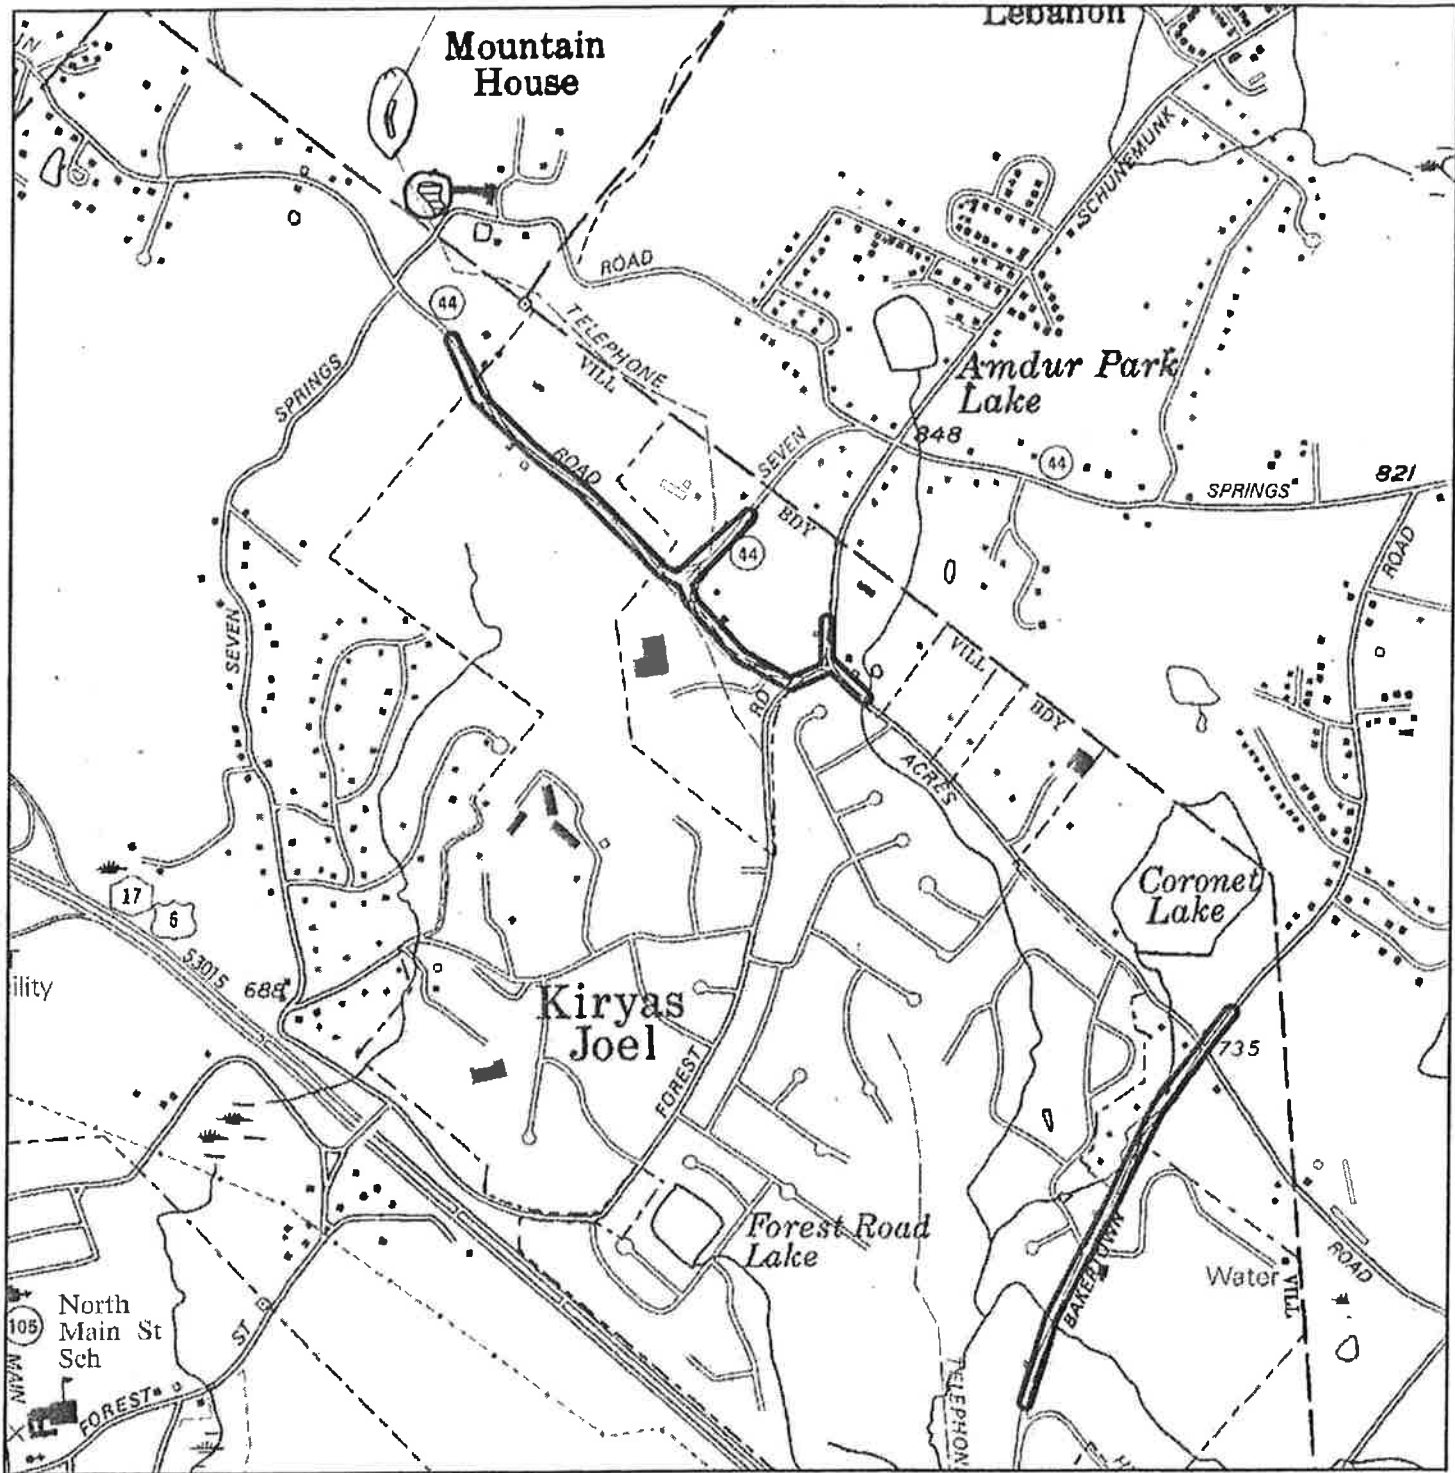 Lebanon
Mountain
House
SCHUNEMUNK
ROAD
44
TELEPHONE
VILL
SPRINGS
Amdur Park
Lake
848
SEVEN
44
ROAD
821
SPRINGS
BDY
44
ROAD
SEVEN
VILL
BDY
RD
ACRES
Coronet
Lake
17
6
S3015
688
ility
Kiryas
Joel
735
FOREST
Forest Road
Lake
BAKERTOWN
Water
VILL
ROAD
North
Main St
Sch
105
MAIN
ST
FOREST
TELEPHON